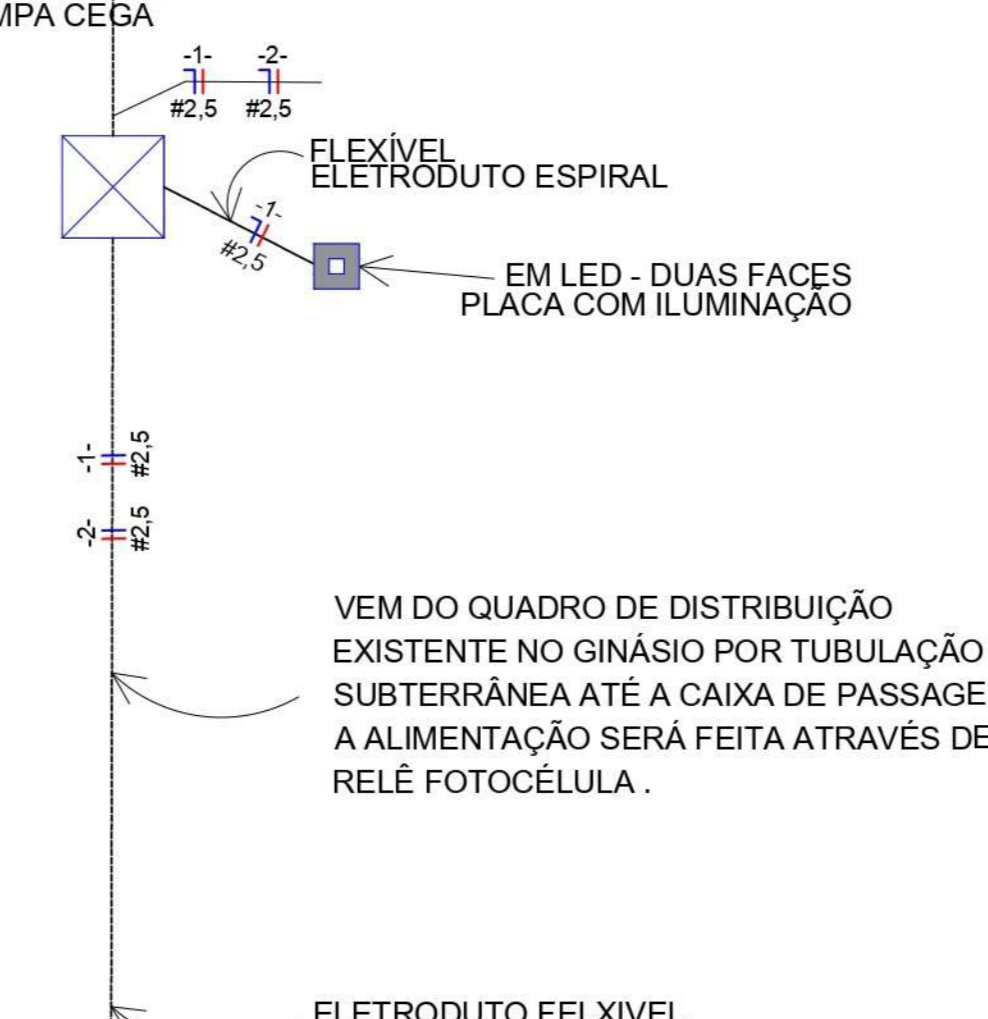 CEGA
-1- -2-
#2,5 #2,5
FLEXÍVEL
ELETRODUTO ESPIRAL
-1-
#2,5
EM LED - DUAS FACES
PLACA COM ILUMINAÇÃO
-1- #2,5
-2- #2,5
VEM DO QUADRO DE DISTRIBUIÇÃO
EXISTENTE NO GINÁSIO POR TUBULAÇÃO
SUBTERRÂNEA ATÉ A CAIXA DE PASSAGE
A ALIMENTAÇÃO SERÁ FEITA ATRAVÉS DE
RELÊ FOTOCÉLULA .
ELETRODUTO FELXIVEL